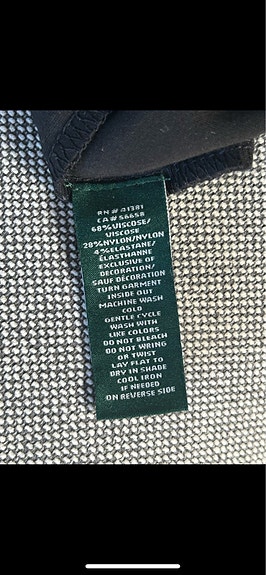 RN # 41381
CA # 56658
68%VISCOSE/
VISCOSE
28%NYLON/NYLON
4%ELASTANE/
ÉLASTHANNE
EXCLUSIVE OF
DECORATION/
SAUF DÉCORATION
TURN GARMENT
INSIDE OUT
MACHINE WASH
COLD
GENTLE CYCLE
WASH WITH
LIKE COLORS
DO NOT BLEACH
DO NOT WRING
OR TWIST
LAY FLAT TO
DRY IN SHADE
COOL IRON
IF NEEDED
ON REVERSE SIDE